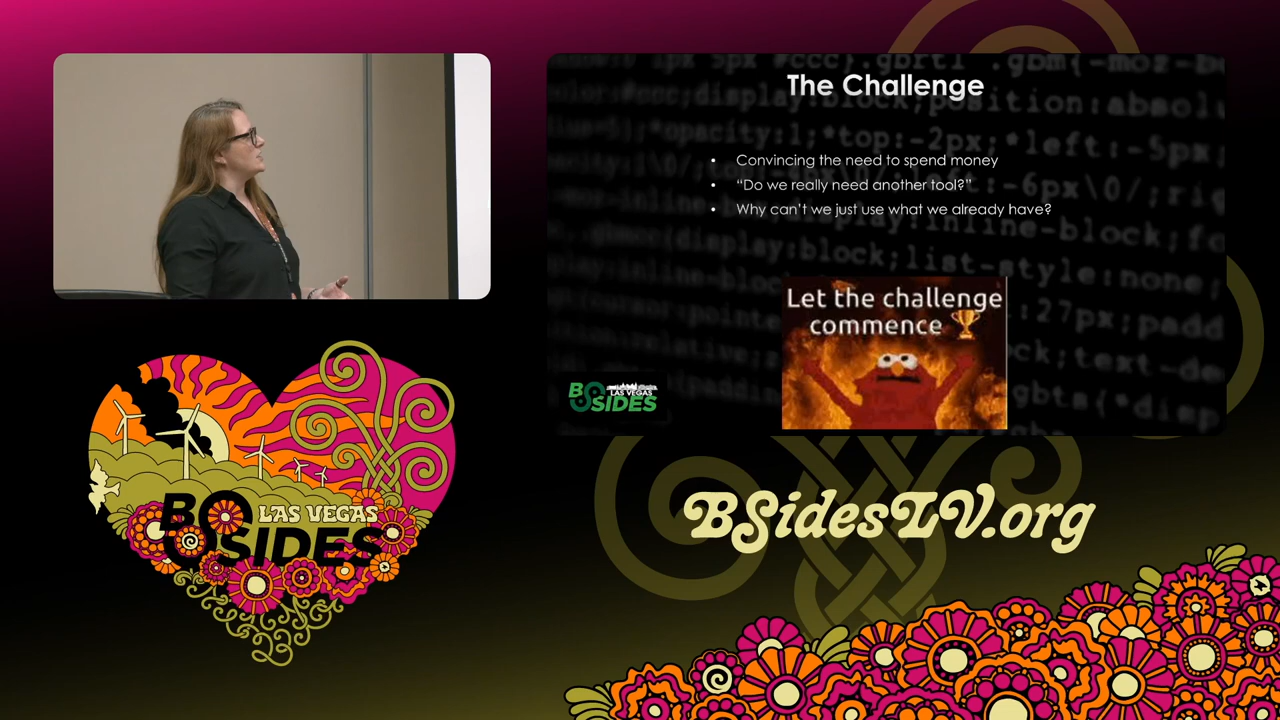 The Challenge
• Convincing the need to spend money
• “Do we really need another tool?”
• Why can’t we just use what we already have?
Let the challenge
commence 🏆
BSIDES
LAS VEGAS
BSIDES
LAS VEGAS
BSidesLV.org